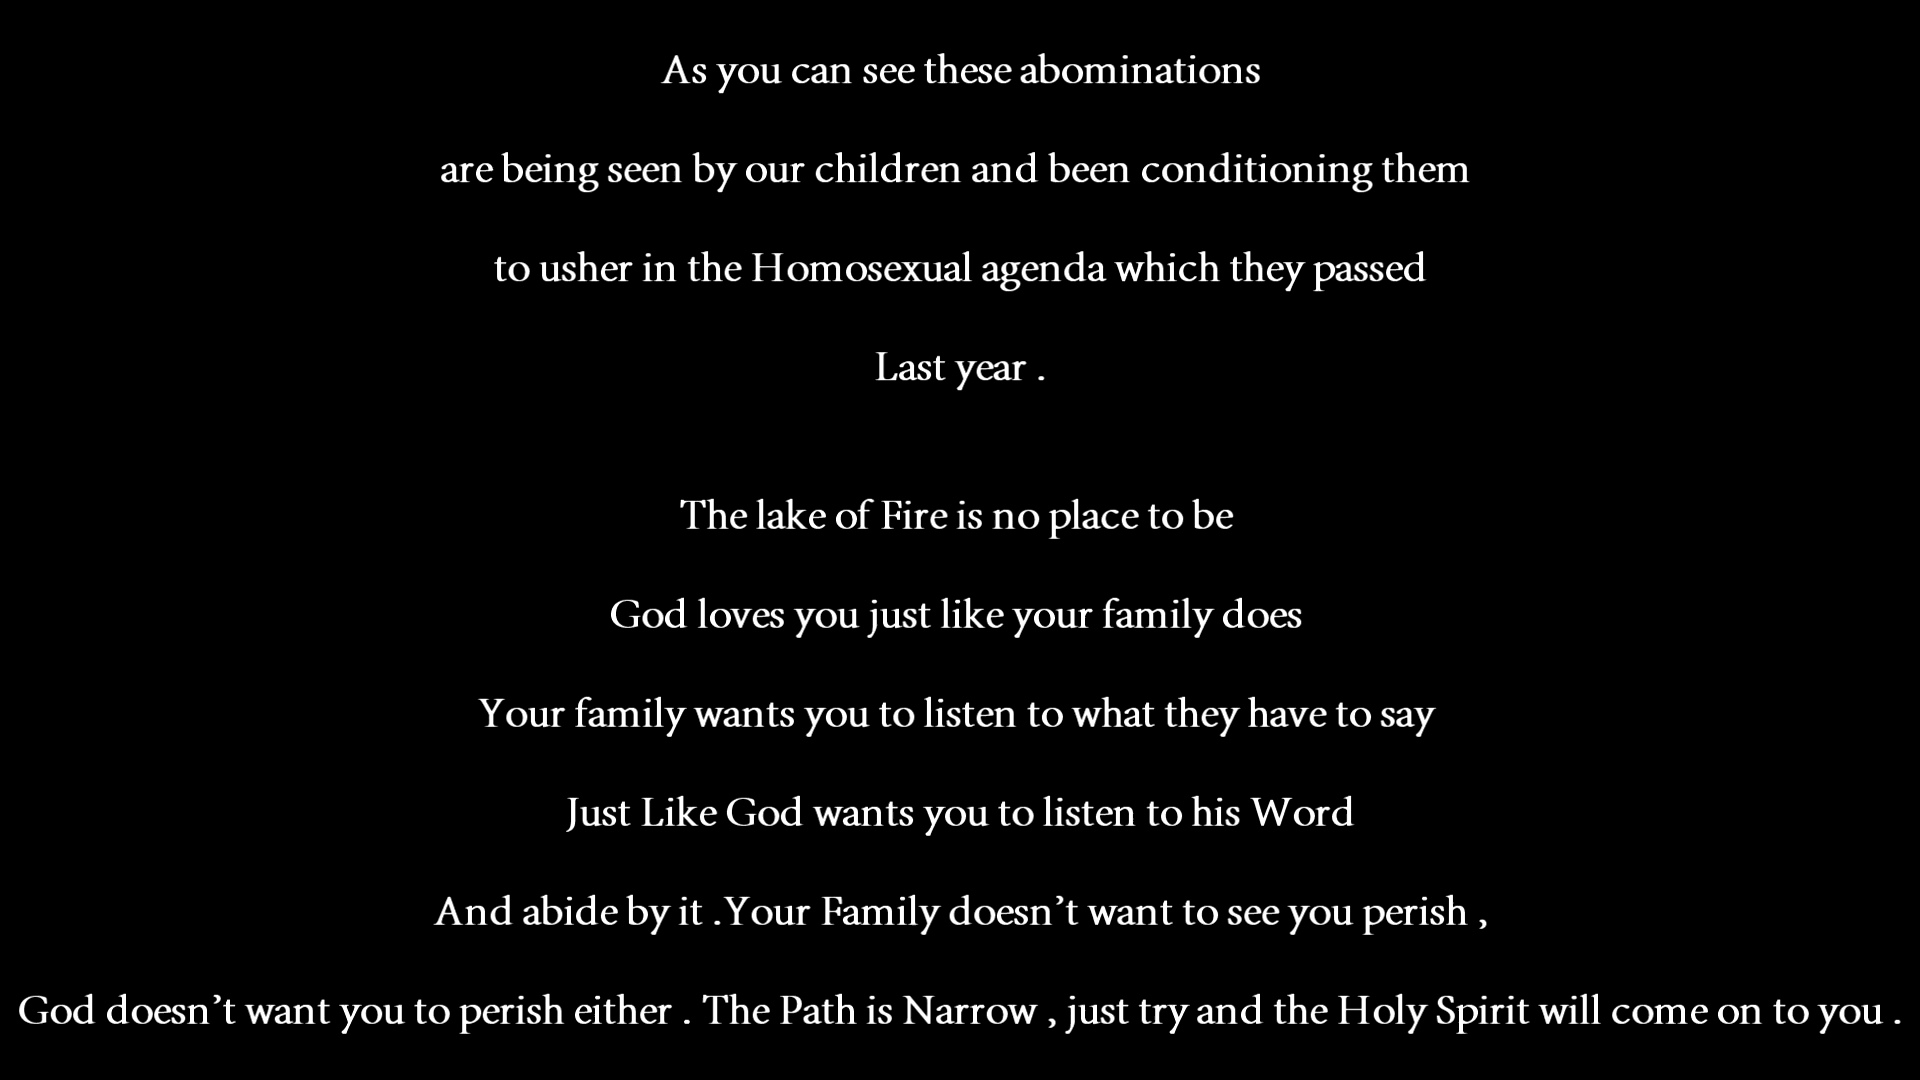 As you can see these abominations
are being seen by our children and been conditioning them
to usher in the Homosexual agenda which they passed
Last year .
The lake of Fire is no place to be
God loves you just like your family does
Your family wants you to listen to what they have to say
Just Like God wants you to listen to his Word
And abide by it .Your Family doesn’t want to see you perish ,
God doesn’t want you to perish either . The Path is Narrow , just try and the Holy Spirit will come on to you .